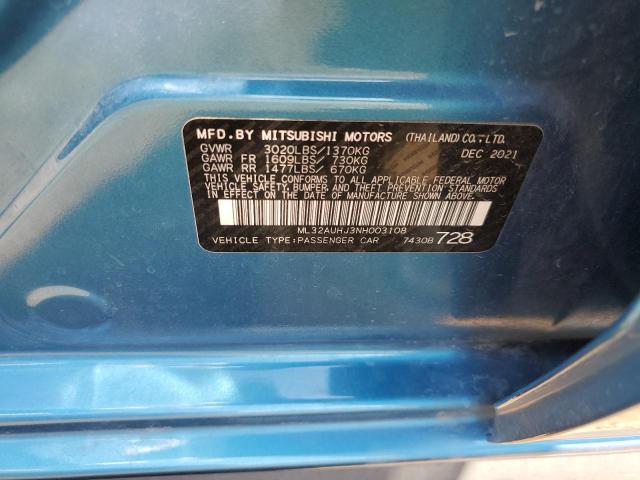 MFD.BY MITSUBISHI MOTORS (THAILAND) CO.,LTD.
GVWR 3020LBS/1370KG DEC 2021
GAWR FR 1609LBS/ 730KG
GAWR RR 1477LBS/ 670KG
THIS VEHICLE CONFORMS TO ALL APPLICABLE FEDERAL MOTOR
VEHICLE SAFETY, BUMPER, AND THEFT PREVENTION STANDARDS
IN EFFECT ON THE DATE OF MANUFACTURE SHOWN ABOVE.
ML32AUHJ3NH003108
VEHICLE TYPE:PASSENGER CAR 7430B 728